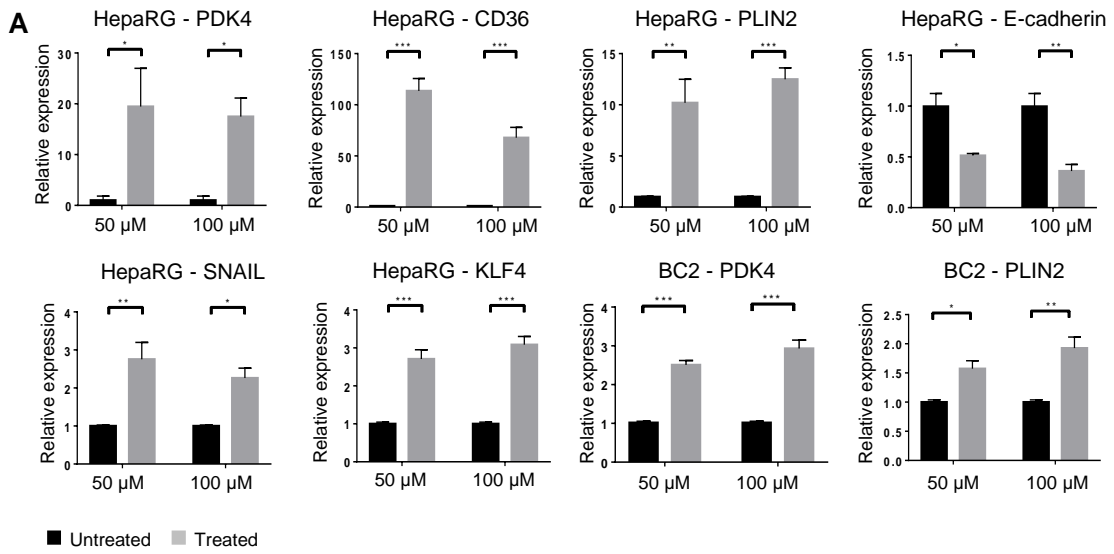 A
HepaRG - PDK4
Relative expression
30
20
10
0
*
*
50 µM
100 µM
HepaRG - CD36
Relative expression
150
100
50
0
***
***
50 µM
100 µM
HepaRG - PLIN2
Relative expression
15
10
5
0
**
***
50 µM
100 µM
HepaRG - E-cadherin
Relative expression
1.5
1.0
0.5
0.0
*
**
50 µM
100 µM
HepaRG - SNAIL
Relative expression
4
3
2
1
0
**
*
50 µM
100 µM
HepaRG - KLF4
Relative expression
4
3
2
1
0
***
***
50 µM
100 µM
BC2 - PDK4
Relative expression
4
3
2
1
0
***
***
50 µM
100 µM
BC2 - PLIN2
Relative expression
2.5
2.0
1.5
1.0
0.5
0.0
*
**
50 µM
100 µM
Untreated Treated